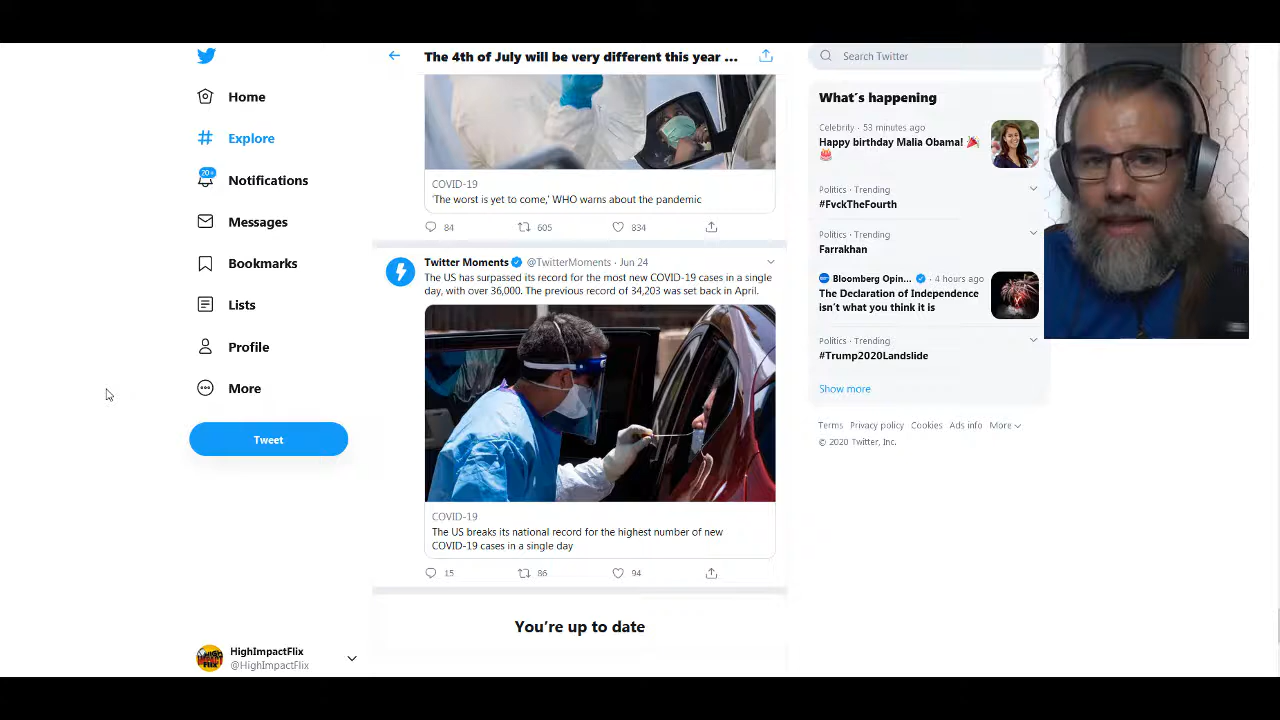 Home
Explore
20+
Notifications
Messages
Bookmarks
Lists
Profile
More
Tweet
HighImpactFlix
@HighImpactFlix
The 4th of July will be very different this year ...
COVID-19
'The worst is yet to come,' WHO warns about the pandemic
84 605 834
Twitter Moments @TwitterMoments · Jun 24
The US has surpassed its record for the most new COVID-19 cases in a single
day, with over 36,000. The previous record of 34,203 was set back in April.
COVID-19
The US breaks its national record for the highest number of new
COVID-19 cases in a single day
15 86 94
You're up to date
Search Twitter
What´s happening
Celebrity · 53 minutes ago
Happy birthday Malia Obama!
Politics · Trending
#FvckTheFourth
Politics · Trending
Farrakhan
Bloomberg Opin... · 4 hours ago
The Declaration of Independence
isn't what you think it is
Politics · Trending
#Trump2020Landslide
Show more
Terms Privacy policy Cookies Ads info More
© 2020 Twitter, Inc.